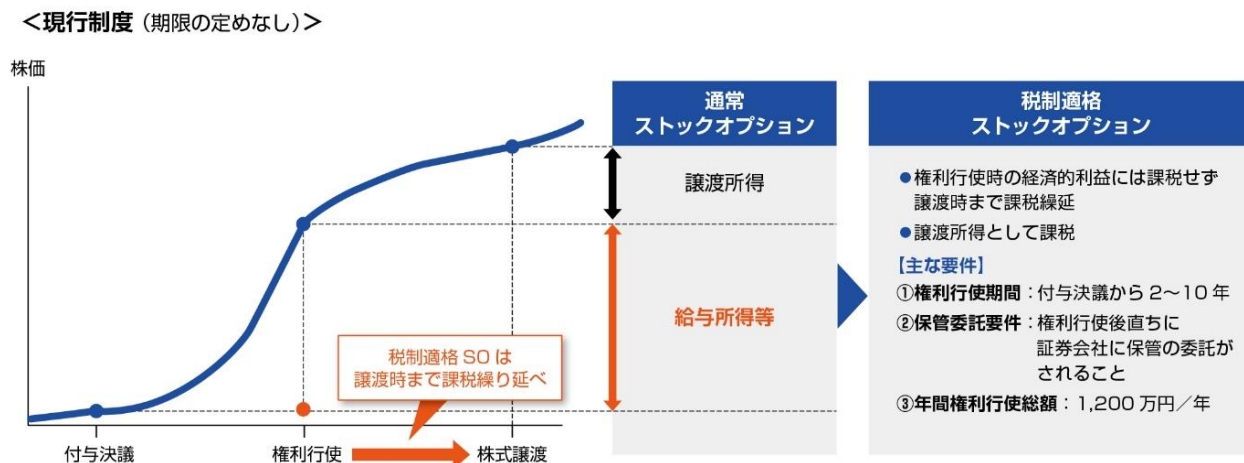 ＜現行制度（期限の定めなし）＞
株価
付与決議
権利行使
株式譲渡
税制適格 SO は
譲渡時まで課税繰り延べ
通常
ストックオプション
譲渡所得
給与所得等
税制適格
ストックオプション
●権利行使時の経済的利益には課税せず
譲渡時まで課税繰延
●譲渡所得として課税
【主な要件】
①権利行使期間：付与決議から 2～10 年
②保管委託要件：権利行使後直ちに
証券会社に保管の委託が
されること
③年間権利行使総額：1,200 万円／年